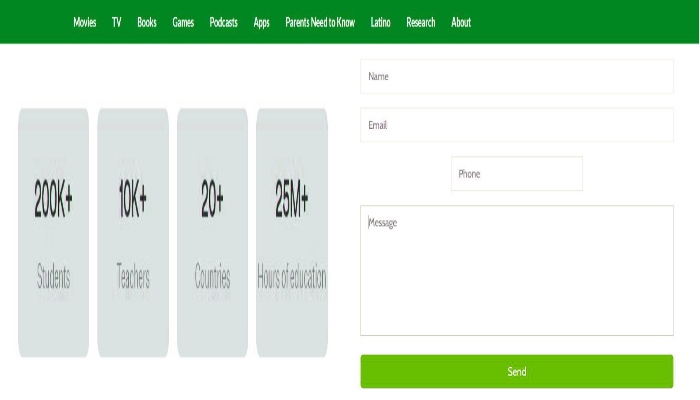 Movies TV Books Games Podcasts Apps Parents Need to Know Latino Research About
200K+ 10K+ 20+ 25M+
Students Teachers Countries Hours of education
Name
Email
Phone
Message
Send